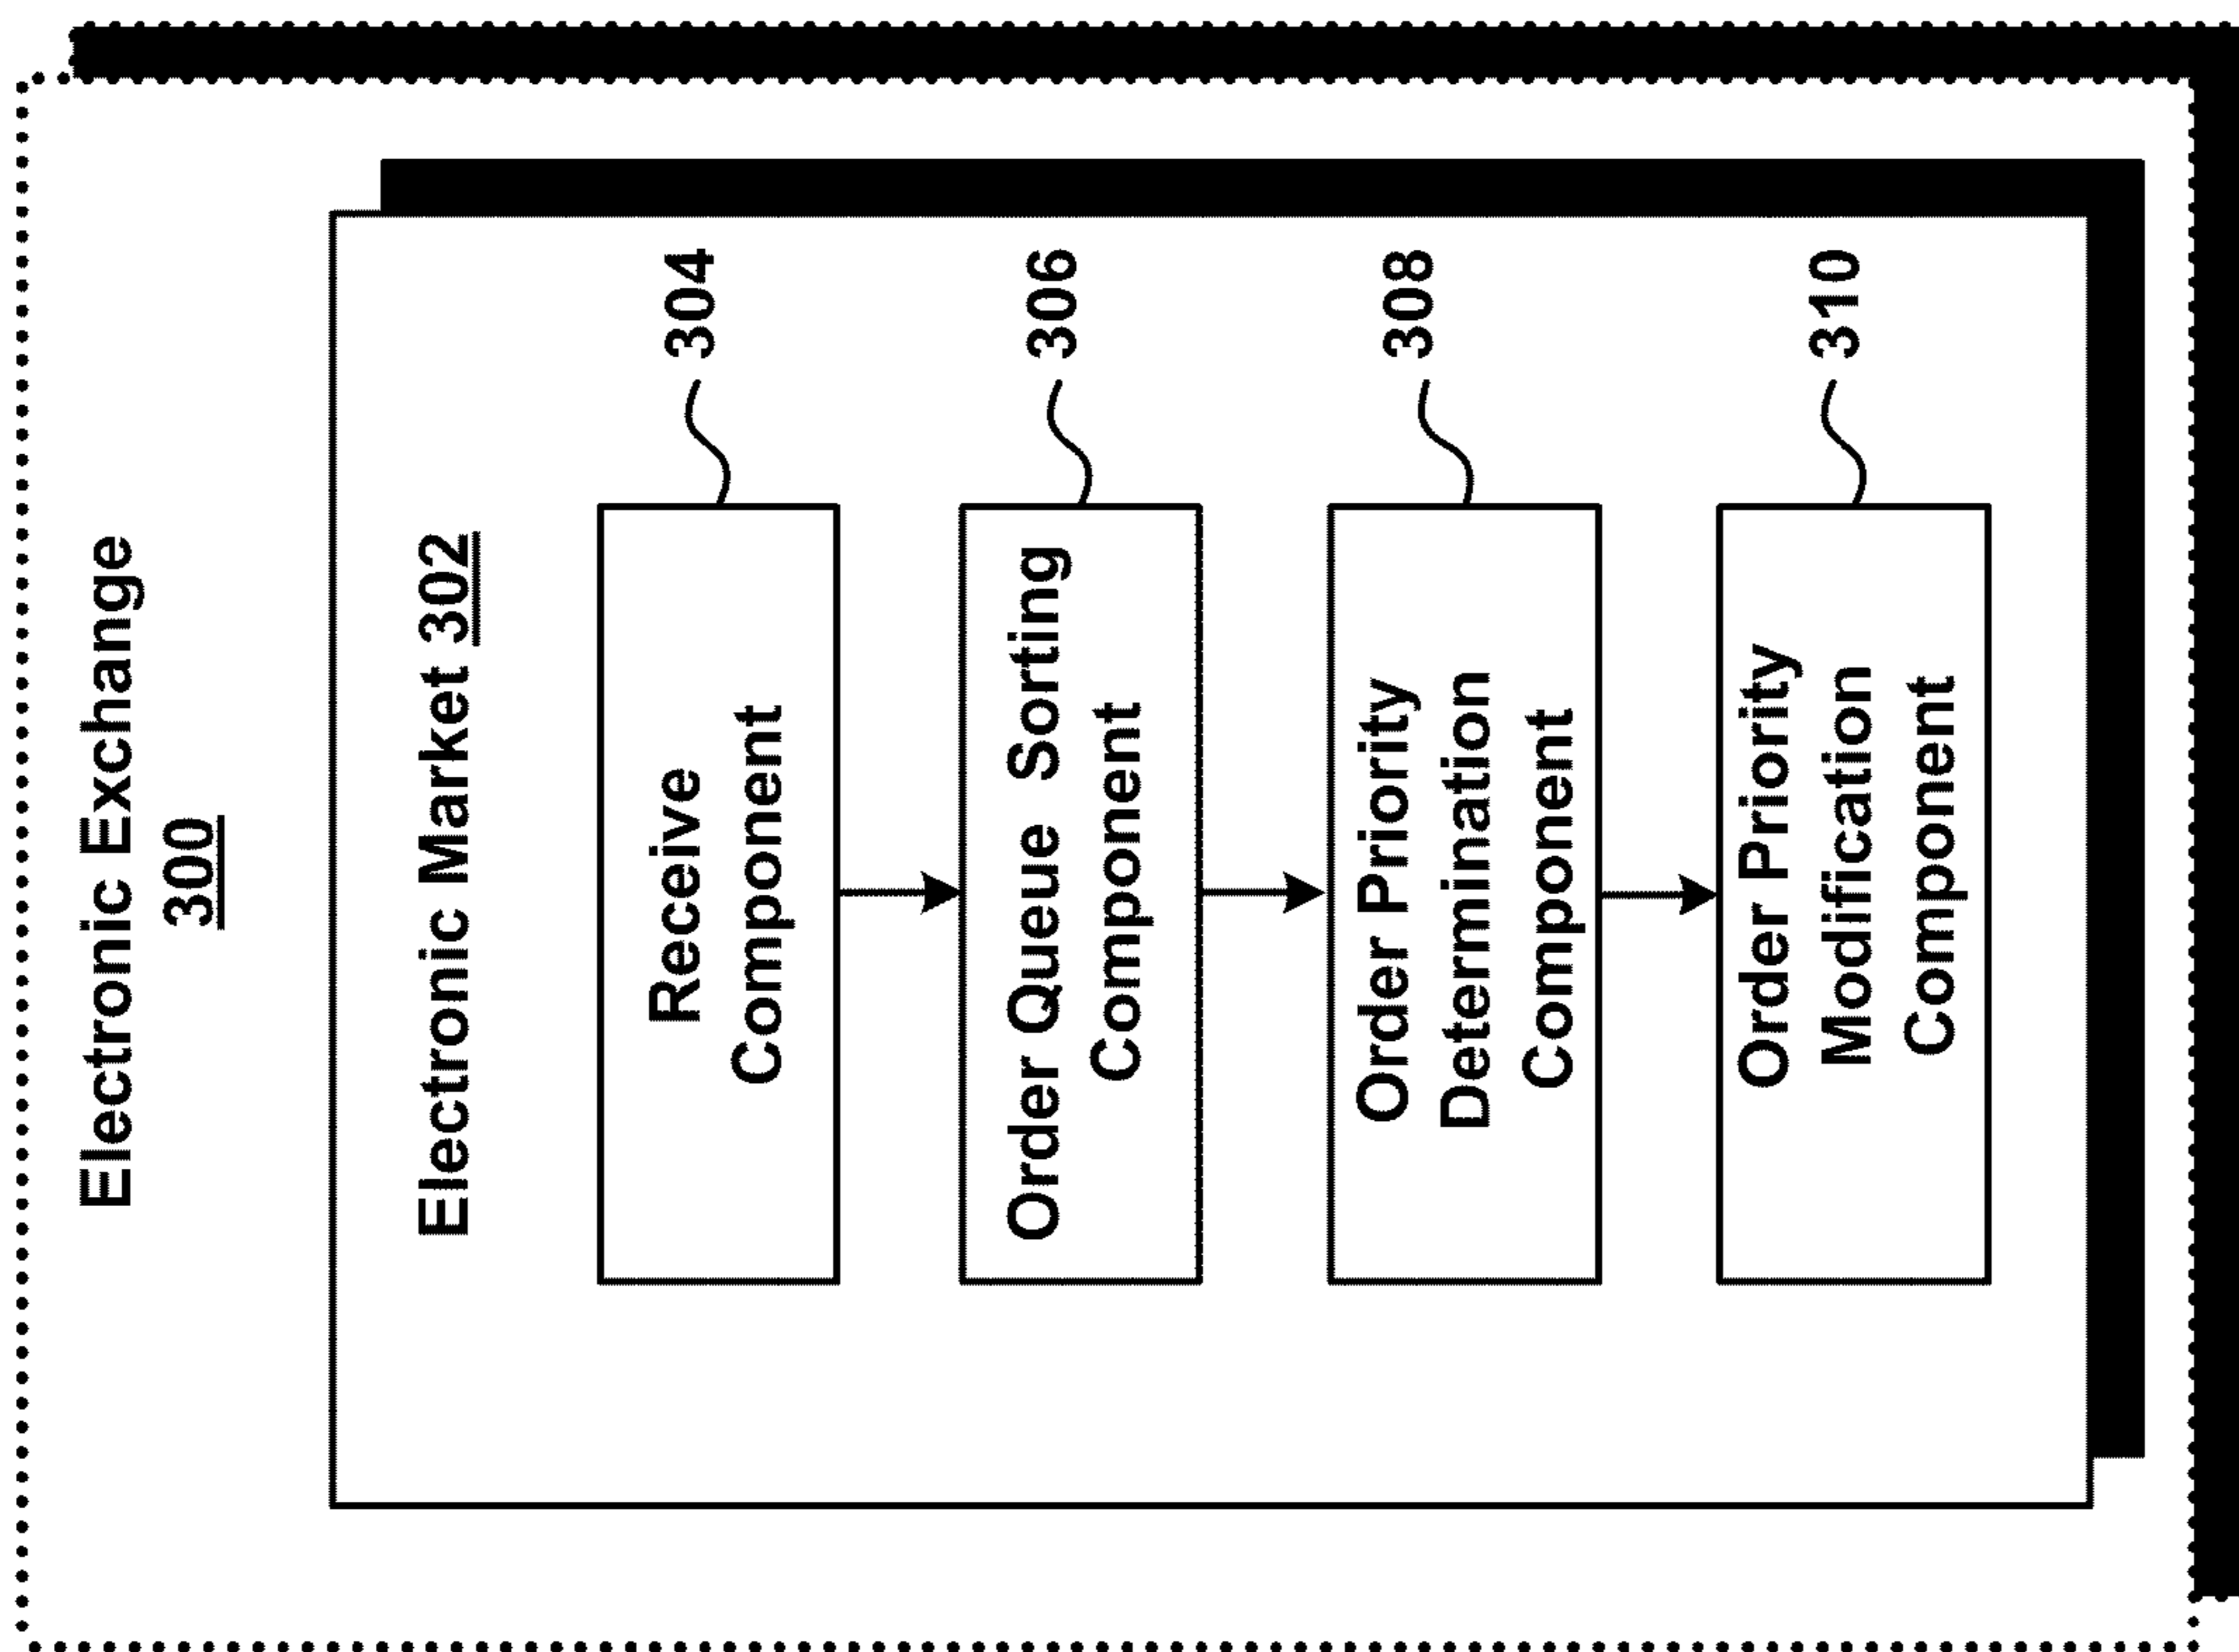 Electronic Exchange
300
Electronic Market 302
Receive
Component
304
Order Queue Sorting
Component
306
Order Priority
Determination
Component
308
Order Priority
Modification
Component
310